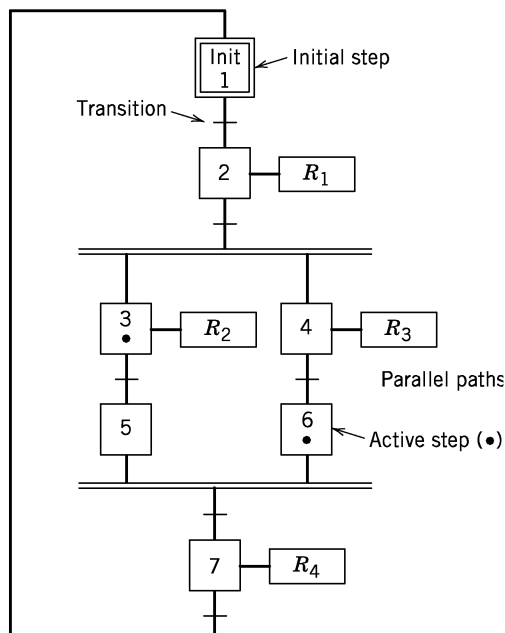 Init
1
Initial step
Transition
2
R1
3
R2
4
R3
Parallel paths
5
6
Active step (•)
7
R4